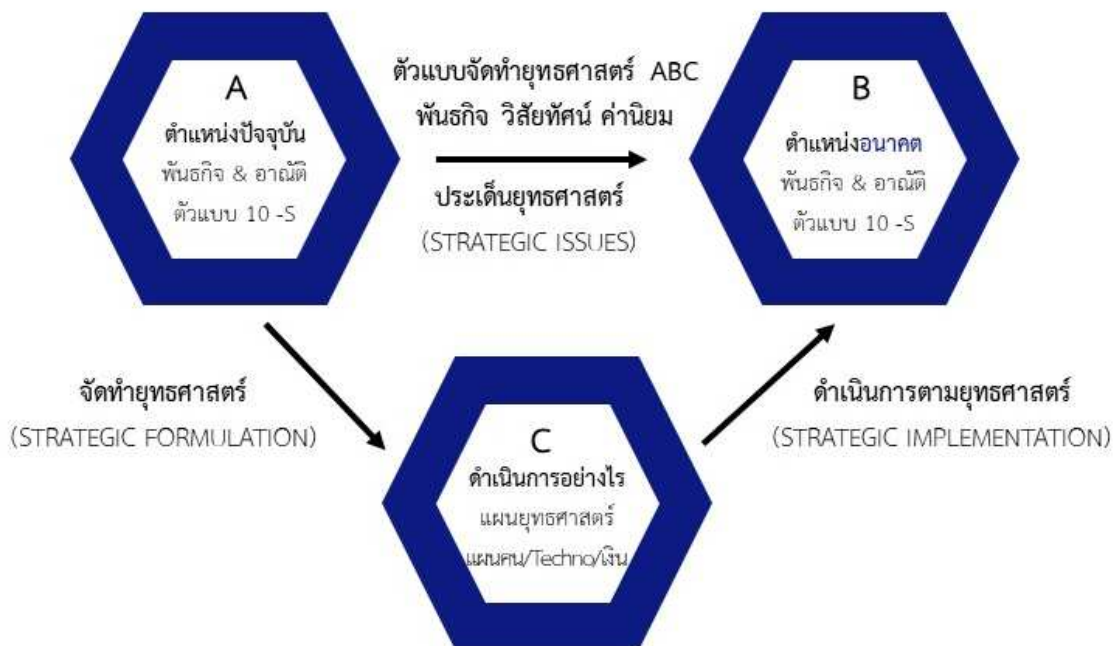 A
ตำแหน่งปัจจุบัน
พันธกิจ & อาณัติ
ตัวแบบ 10 -S
ตัวแบบจัดทำยุทธศาสตร์ ABC
พันธกิจ วิสัยทัศน์ ค่านิยม
ประเด็นยุทธศาสตร์
(STRATEGIC ISSUES)
B
ตำแหน่งอนาคต
พันธกิจ & อาณัติ
ตัวแบบ 10 -S
จัดทำยุทธศาสตร์
(STRATEGIC FORMULATION)
C
ดำเนินการอย่างไร
แผนยุทธศาสตร์
แผนคน/Techno/เงิน
ดำเนินการตามยุทธศาสตร์
(STRATEGIC IMPLEMENTATION)